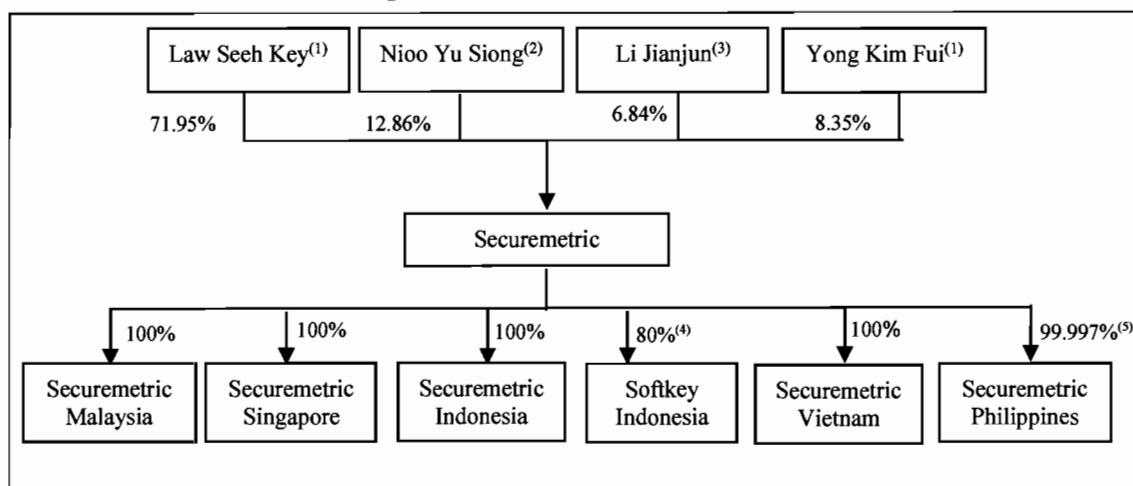 Law Seeh Key(1)
Nioo Yu Siong(2)
Li Jianjun(3)
Yong Kim Fui(1)
71.95%
12.86%
6.84%
8.35%
Securemetric
100%
100%
100%
80%(4)
100%
99.997%(5)
Securemetric
Malaysia
Securemetric
Singapore
Securemetric
Indonesia
Softkey
Indonesia
Securemetric
Vietnam
Securemetric
Philippines